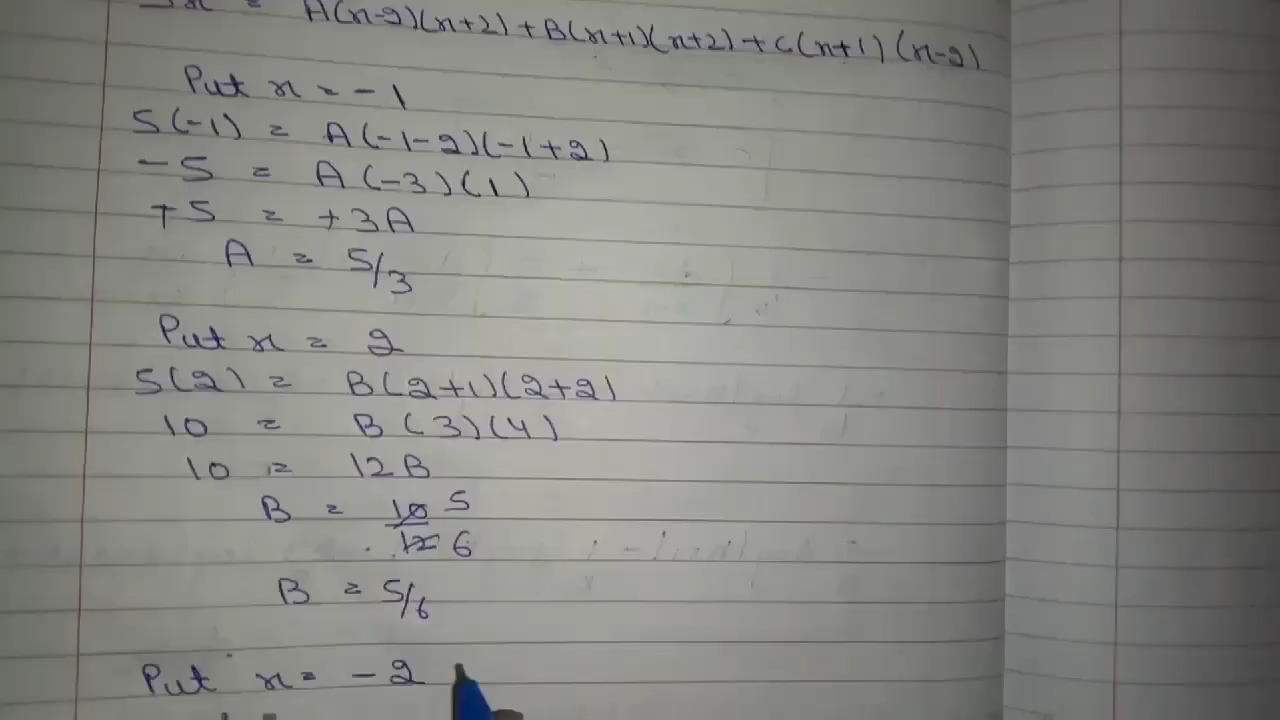 5x = A(x-2)(x+2) + B(x+1)(x+2) + C(x+1)(x-2)
Put x = -1
5(-1) = A(-1-2)(-1+2)
-5 = A(-3)(1)
+5 = +3A
A = 5/3
Put x = 2
5(2) = B(2+1)(2+2)
10 = B(3)(4)
10 = 12B
B = 10 5
12 6
B = 5/6
Put x = -2